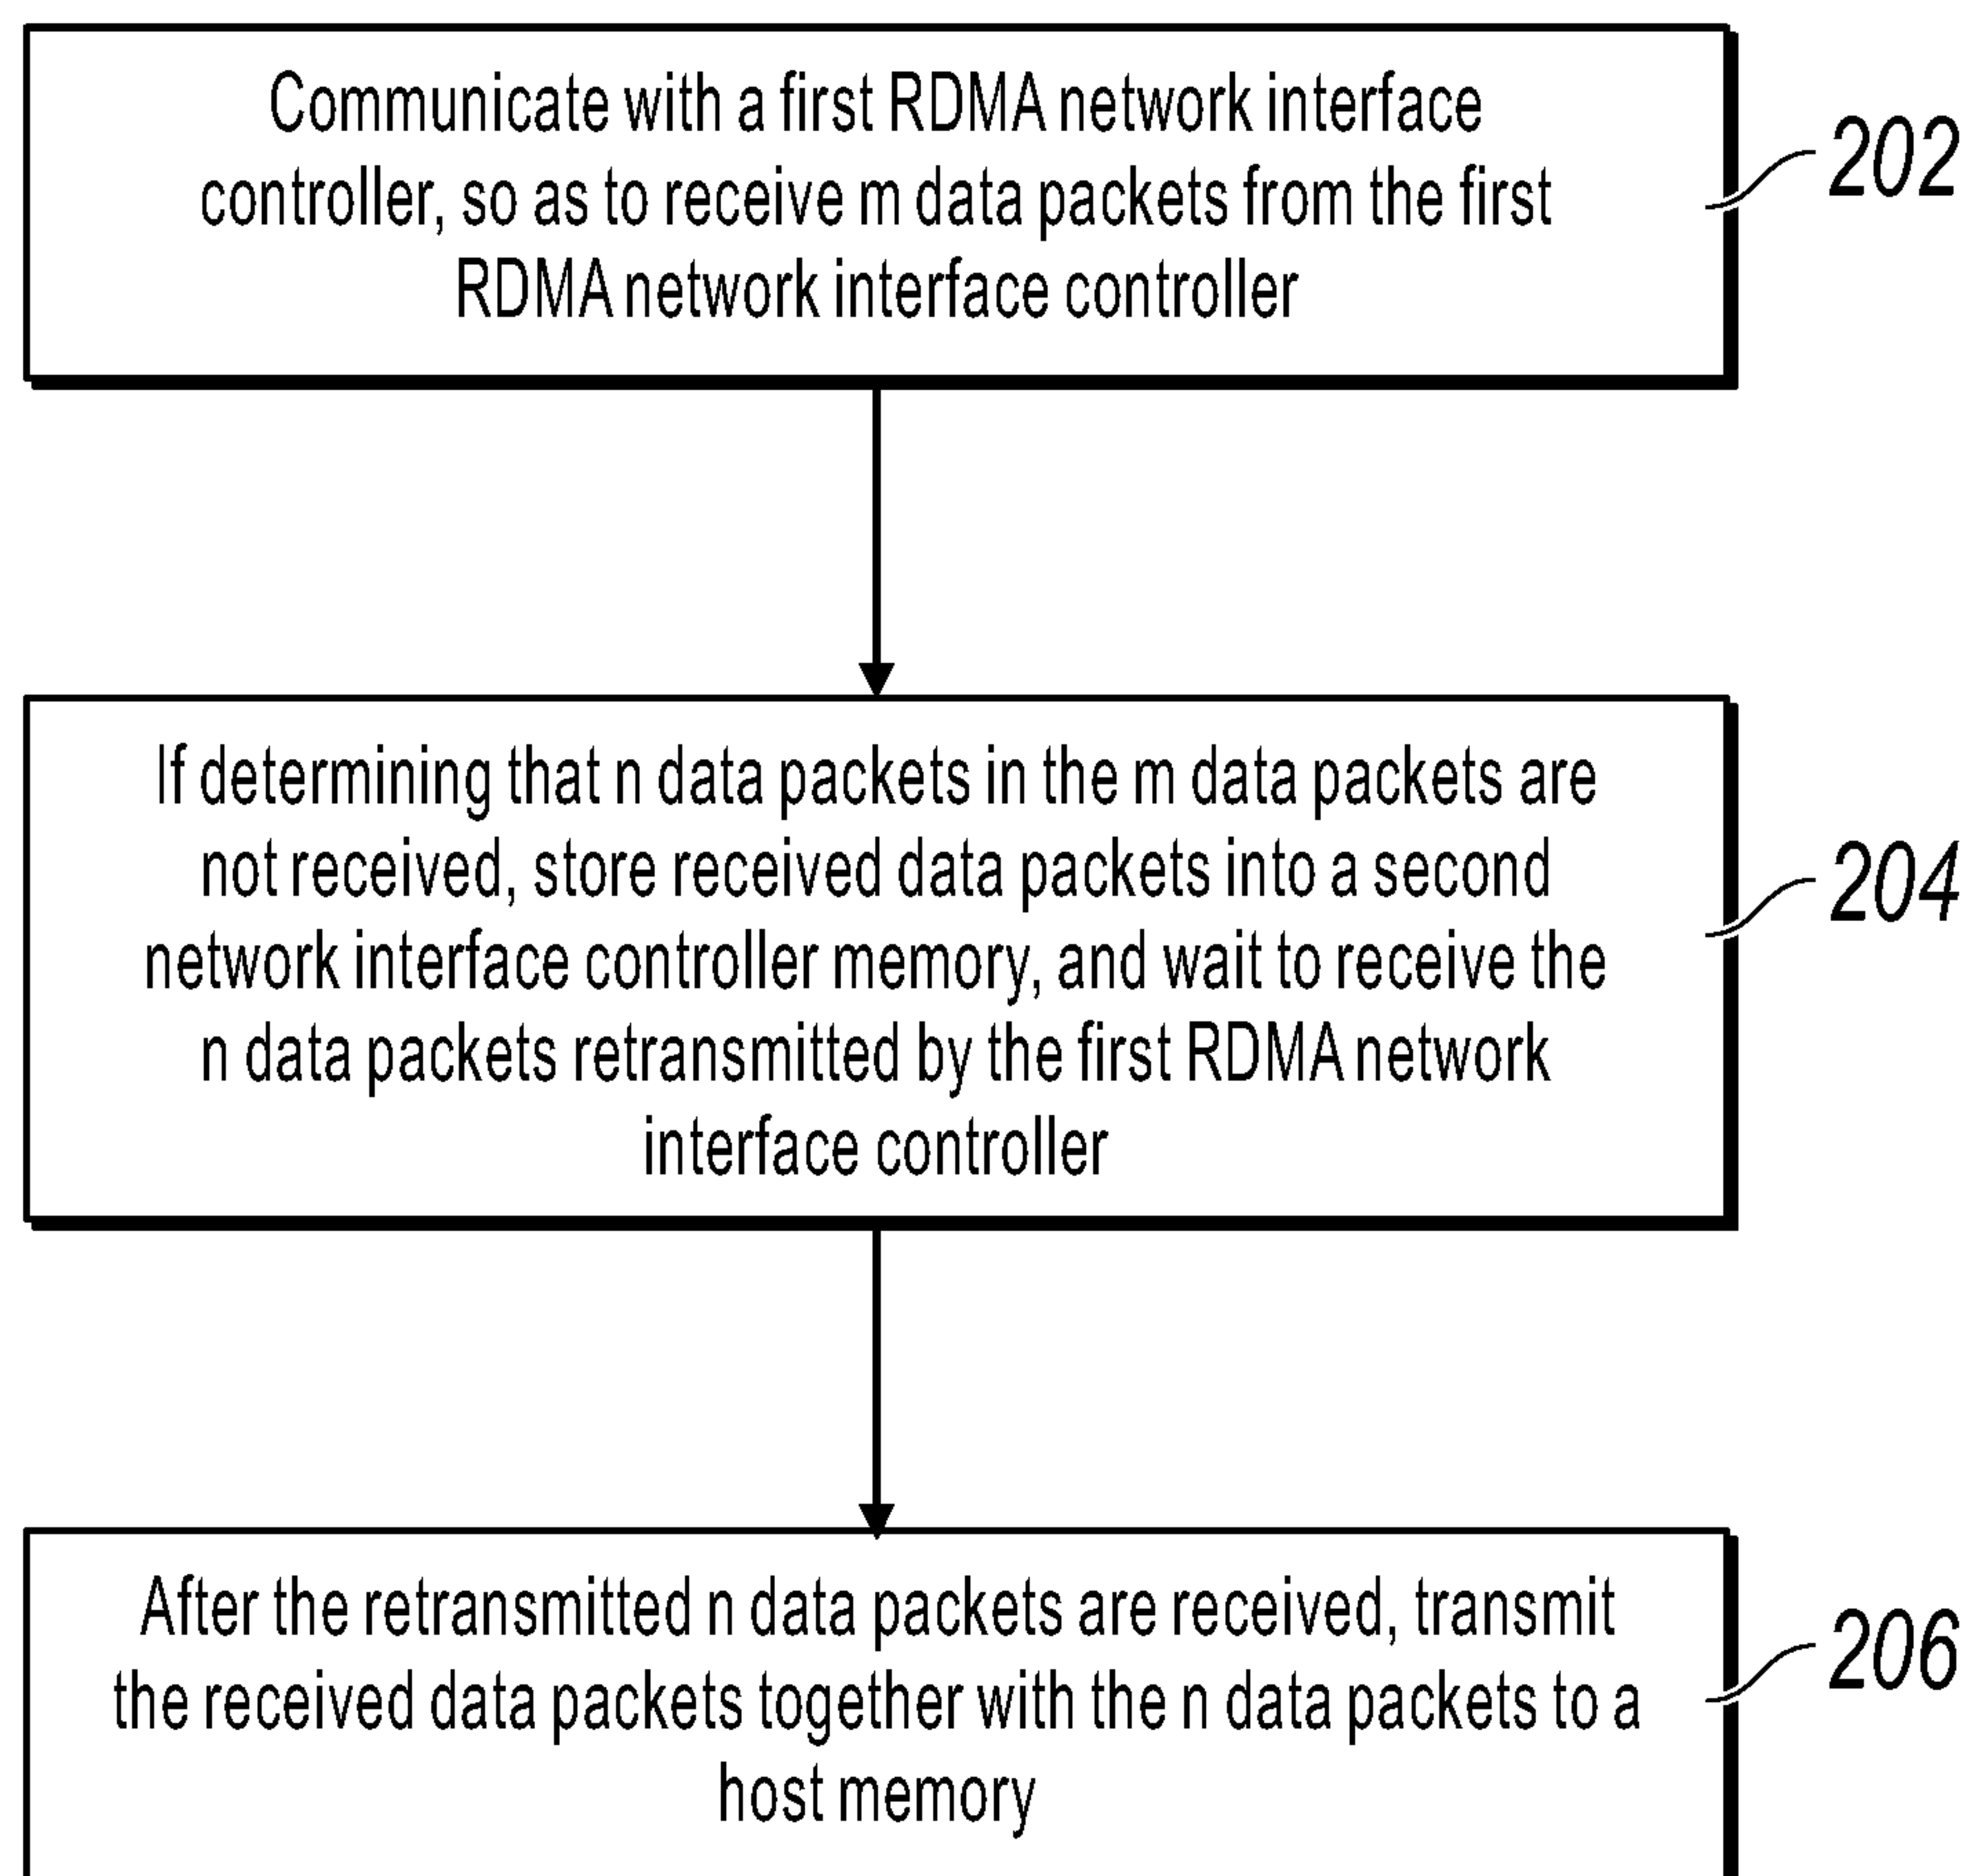 Communicate with a first RDMA network interface
controller, so as to receive m data packets from the first
RDMA network interface controller
202
If determining that n data packets in the m data packets are
not received, store received data packets into a second
network interface controller memory, and wait to receive the
n data packets retransmitted by the first RDMA network
interface controller
204
After the retransmitted n data packets are received, transmit
the received data packets together with the n data packets to a
host memory
206